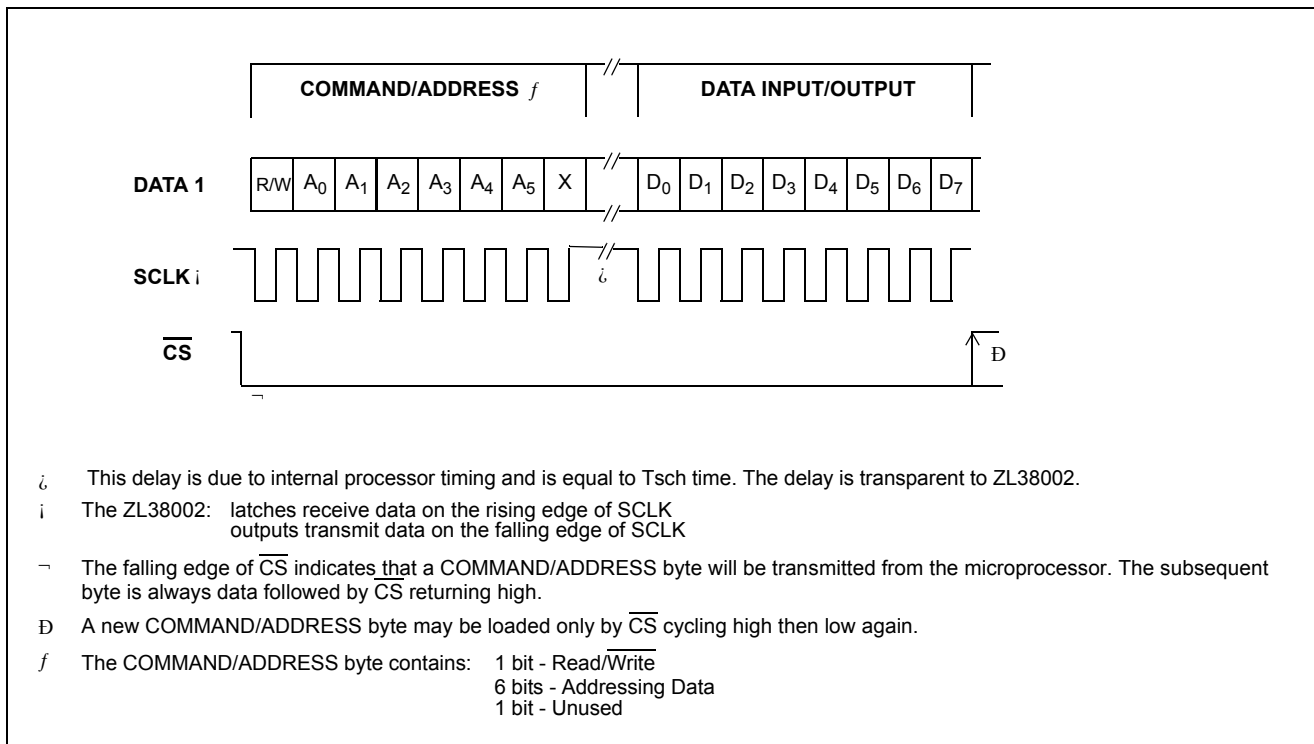 COMMAND/ADDRESS ƒ // DATA INPUT/OUTPUT
DATA 1 R/W A₀ A₁ A₂ A₃ A₄ A₅ X // D₀ D₁ D₂ D₃ D₄ D₅ D₆ D₇
//
SCLK ¡ //
¿
CS Ð
¬
¿ This delay is due to internal processor timing and is equal to Tsch time. The delay is transparent to ZL38002.
¡ The ZL38002: latches receive data on the rising edge of SCLK
outputs transmit data on the falling edge of SCLK
¬ The falling edge of CS indicates that a COMMAND/ADDRESS byte will be transmitted from the microprocessor. The subsequent
byte is always data followed by CS returning high.
Ð A new COMMAND/ADDRESS byte may be loaded only by CS cycling high then low again.
ƒ The COMMAND/ADDRESS byte contains: 1 bit - Read/Write
6 bits - Addressing Data
1 bit - Unused